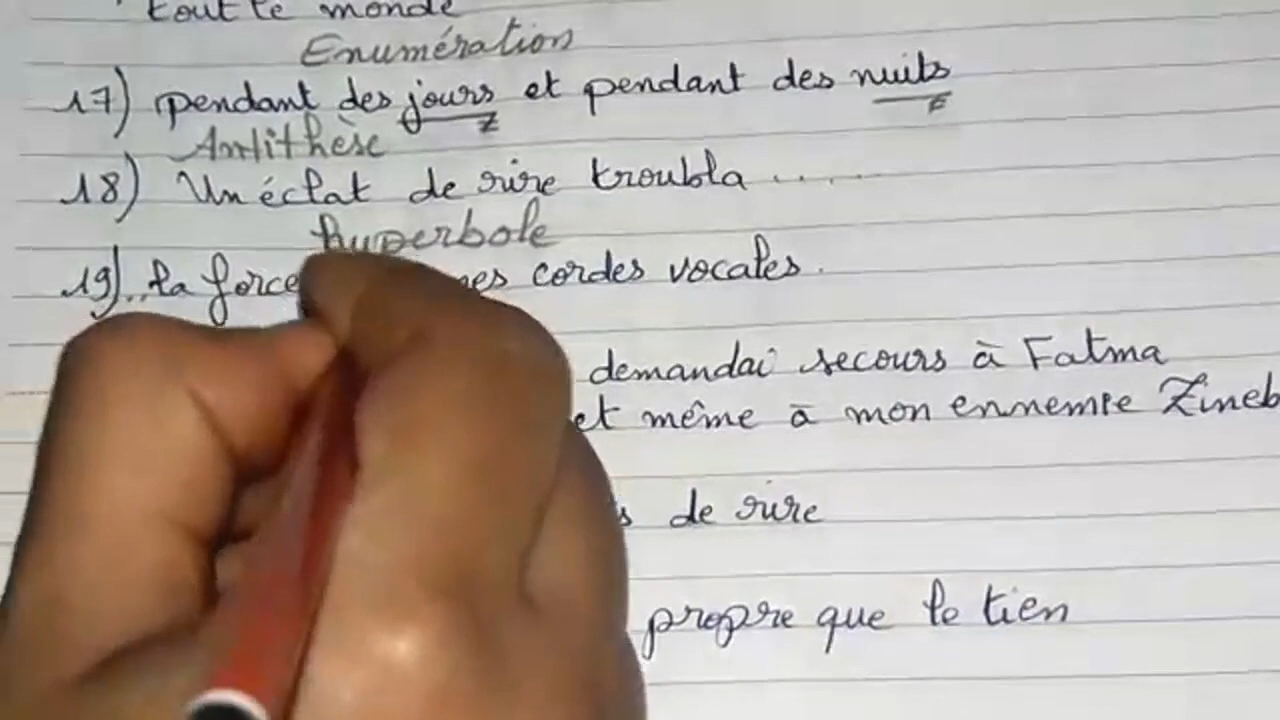 tout le monde
Enumération
17) pendant des jours et pendant des nuits
Antithèse
18) Un éclat de rire troubla .....
hyperbole
19) .. la force cordes vocales.
demandai secours à Fatma
et même à mon ennemie Zineb
de rire
propre que le tien